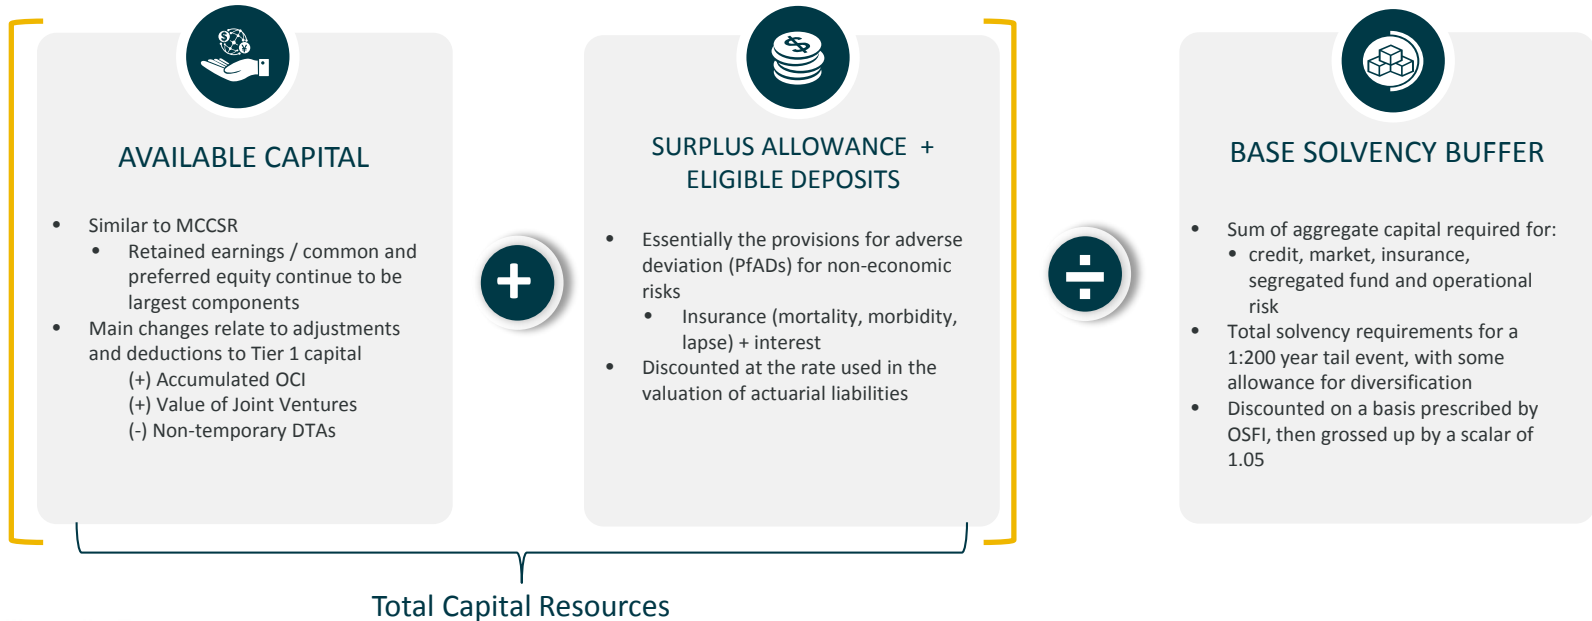 AVAILABLE CAPITAL
• Similar to MCCSR
• Retained earnings / common and
preferred equity continue to be
largest components
• Main changes relate to adjustments
and deductions to Tier 1 capital
(+) Accumulated OCI
(+) Value of Joint Ventures
(-) Non-temporary DTAs
+
SURPLUS ALLOWANCE +
ELIGIBLE DEPOSITS
• Essentially the provisions for adverse
deviation (PfADs) for non-economic
risks
• Insurance (mortality, morbidity,
lapse) + interest
• Discounted at the rate used in the
valuation of actuarial liabilities
÷
BASE SOLVENCY BUFFER
• Sum of aggregate capital required for:
• credit, market, insurance,
segregated fund and operational
risk
• Total solvency requirements for a
1:200 year tail event, with some
allowance for diversification
• Discounted on a basis prescribed by
OSFI, then grossed up by a scalar of
1.05
Total Capital Resources